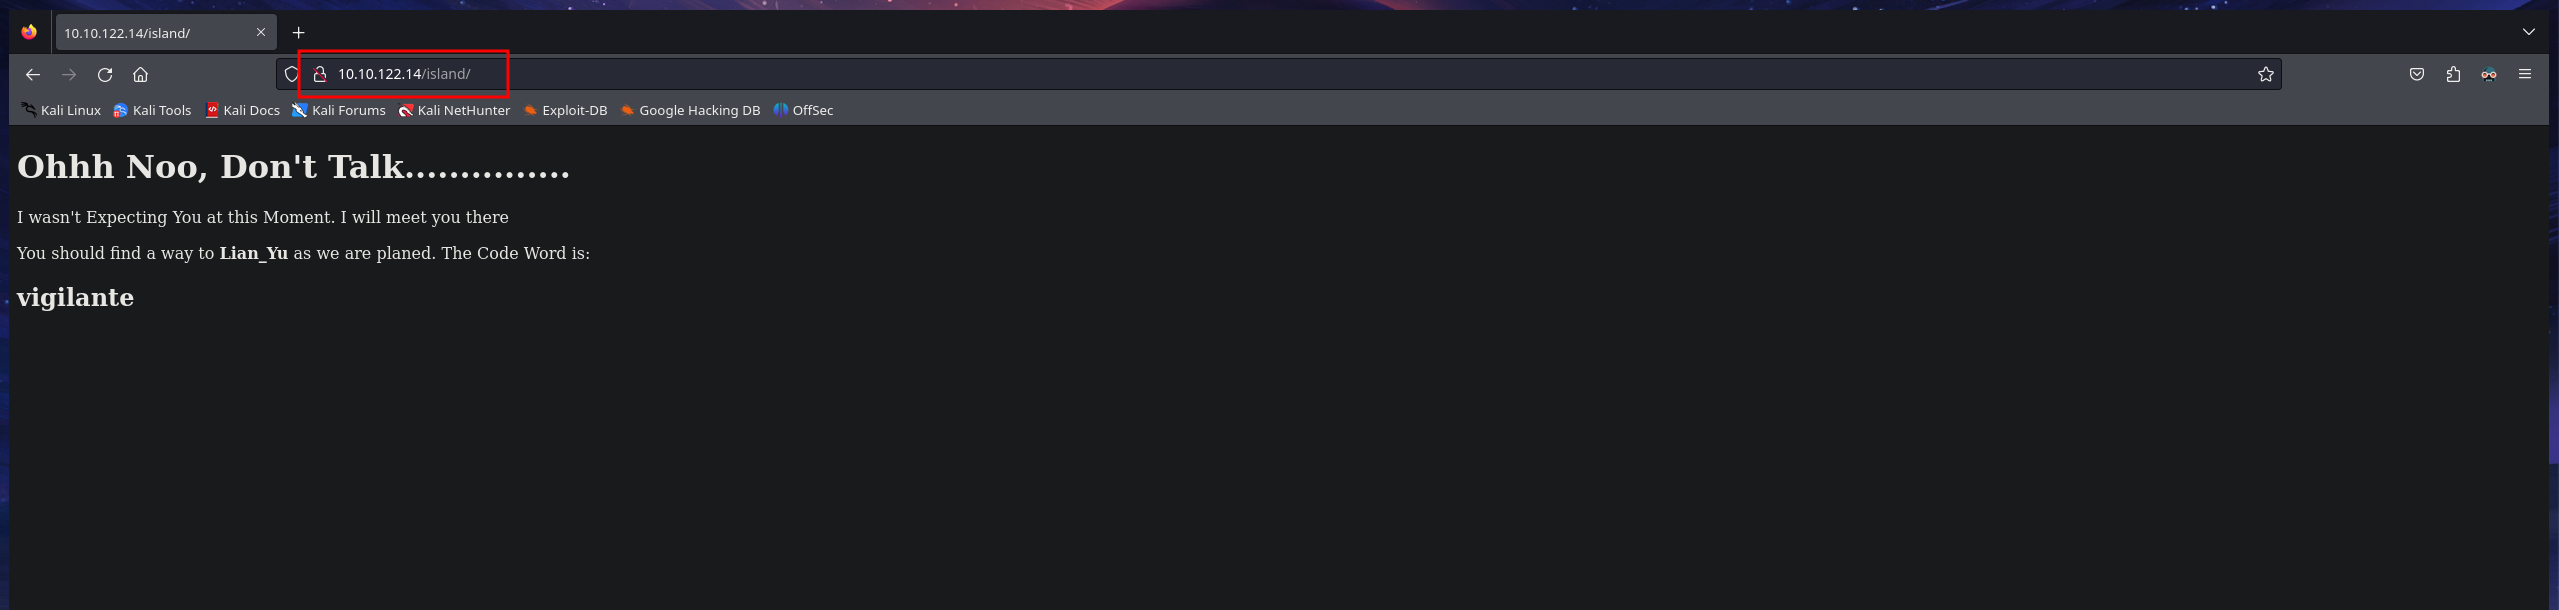 10.10.122.14/island/
10.10.122.14/island/
Kali Linux Kali Tools Kali Docs Kali Forums Kali NetHunter Exploit-DB Google Hacking DB OffSec
Ohhh Noo, Don't Talk...............
I wasn't Expecting You at this Moment. I will meet you there
You should find a way to Lian_Yu as we are planed. The Code Word is:
vigilante